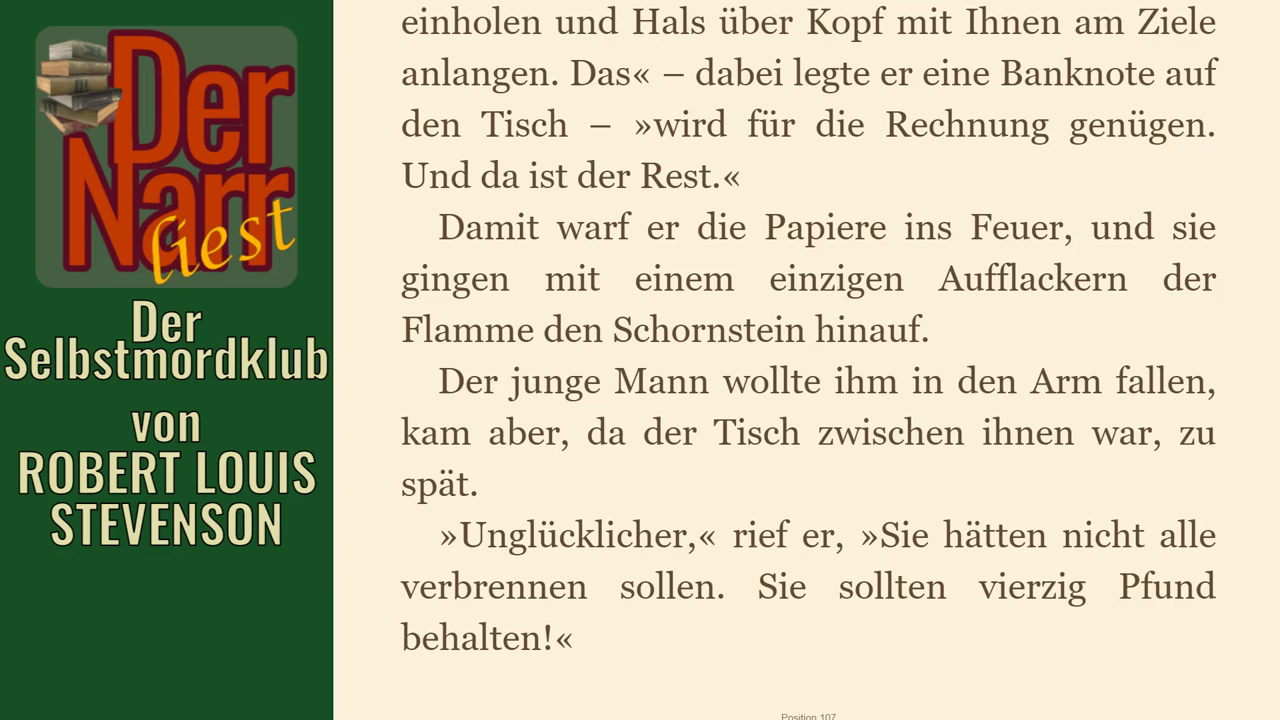 Der
Narr
liest
Der
Selbstmordklub
von
ROBERT LOUIS
STEVENSON
einholen und Hals über Kopf mit Ihnen am Ziele
anlangen. Das« – dabei legte er eine Banknote auf
den Tisch – »wird für die Rechnung genügen.
Und da ist der Rest.«
Damit warf er die Papiere ins Feuer, und sie
gingen mit einem einzigen Aufflackern der
Flamme den Schornstein hinauf.
Der junge Mann wollte ihm in den Arm fallen,
kam aber, da der Tisch zwischen ihnen war, zu
spät.
»Unglücklicher,« rief er, »Sie hätten nicht alle
verbrennen sollen. Sie sollten vierzig Pfund
behalten!«
Position 107